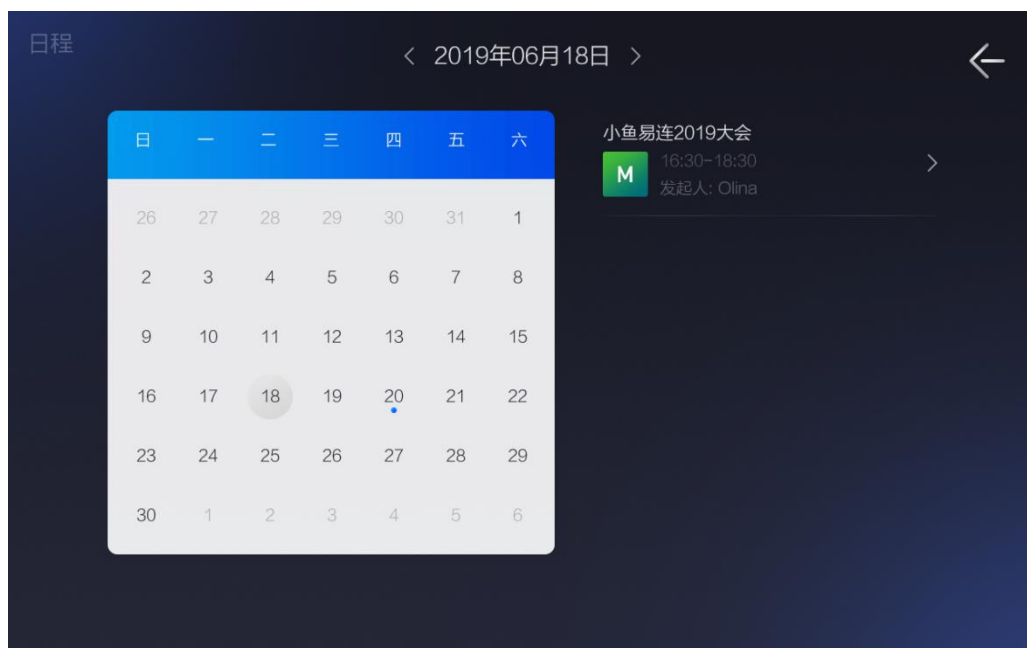 日程
2019年06月18日
日 一 二 三 四 五 六
26 27 28 29 30 31 1
2 3 4 5 6 7 8
9 10 11 12 13 14 15
16 17 18 19 20 21 22
23 24 25 26 27 28 29
30 1 2 3 4 5 6
小鱼易连2019大会
M
16:30-18:30
发起人: Olina